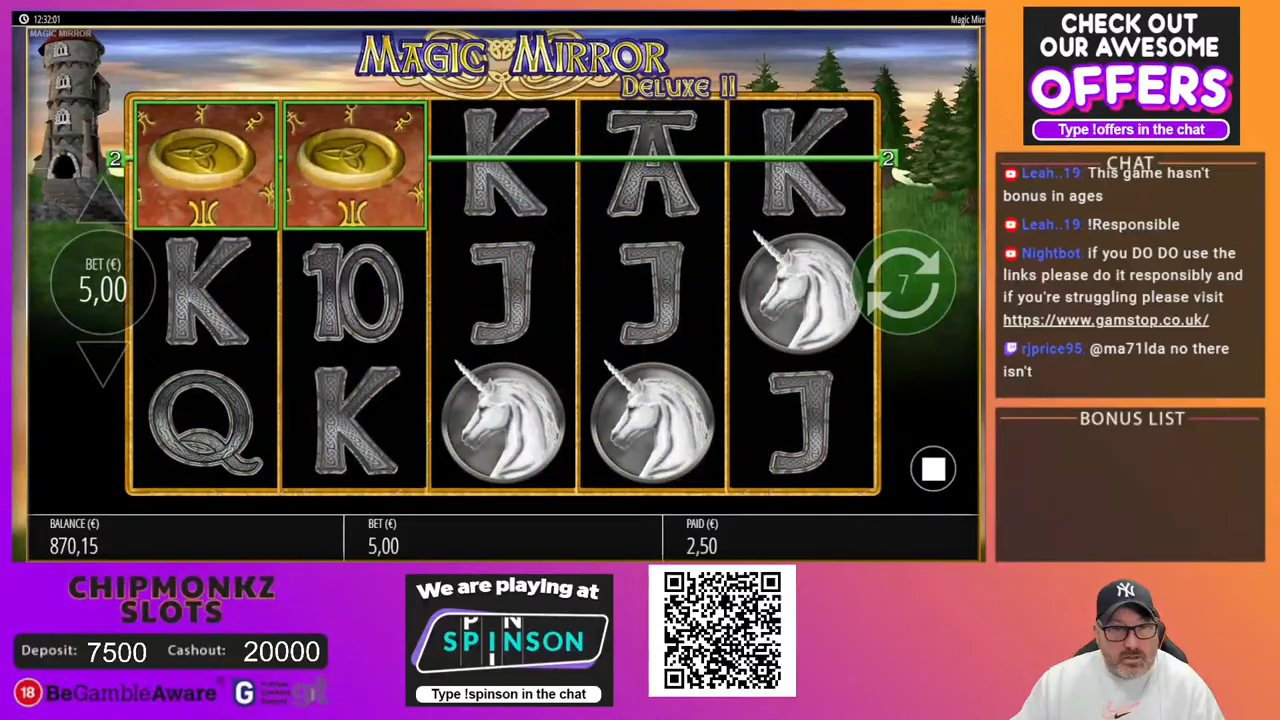 12:32:01
Magic Mirr
MAGIC MIRROR
MAGIC MIRROR
DELUXE II
2
2
K
A
K
BET (€)
5,00
K
10
J
J
7
Q
K
J
BALANCE (€)
BET (€)
PAID (€)
870,15
5,00
2,50
CHECK OUT
OUR AWESOME
OFFERS
Type !offers in the chat
CHAT
Leah..19: This game hasn't
bonus in ages
Leah..19: !Responsible
Nightbot: if you DO DO use the
links please do it responsibly and
if you're struggling please visit
https://www.gamstop.co.uk/
rjprice95: @ma71lda no there
isn't
BONUS LIST
CHIPMONKZ
SLOTS
Deposit: 7500 Cashout: 20000
18 BeGambleAware
We are playing at
SPINSON
Type !spinson in the chat